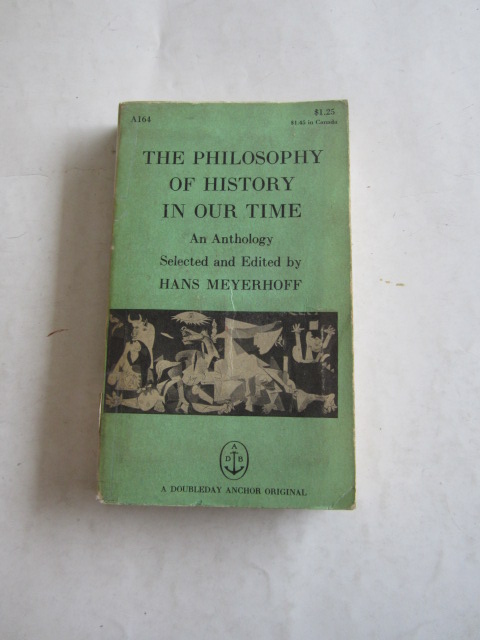 A164
$1.25
$1.45 in Canada
THE PHILOSOPHY
OF HISTORY
IN OUR TIME
An Anthology
Selected and Edited by
HANS MEYERHOFF
A
D B
A DOUBLEDAY ANCHOR ORIGINAL